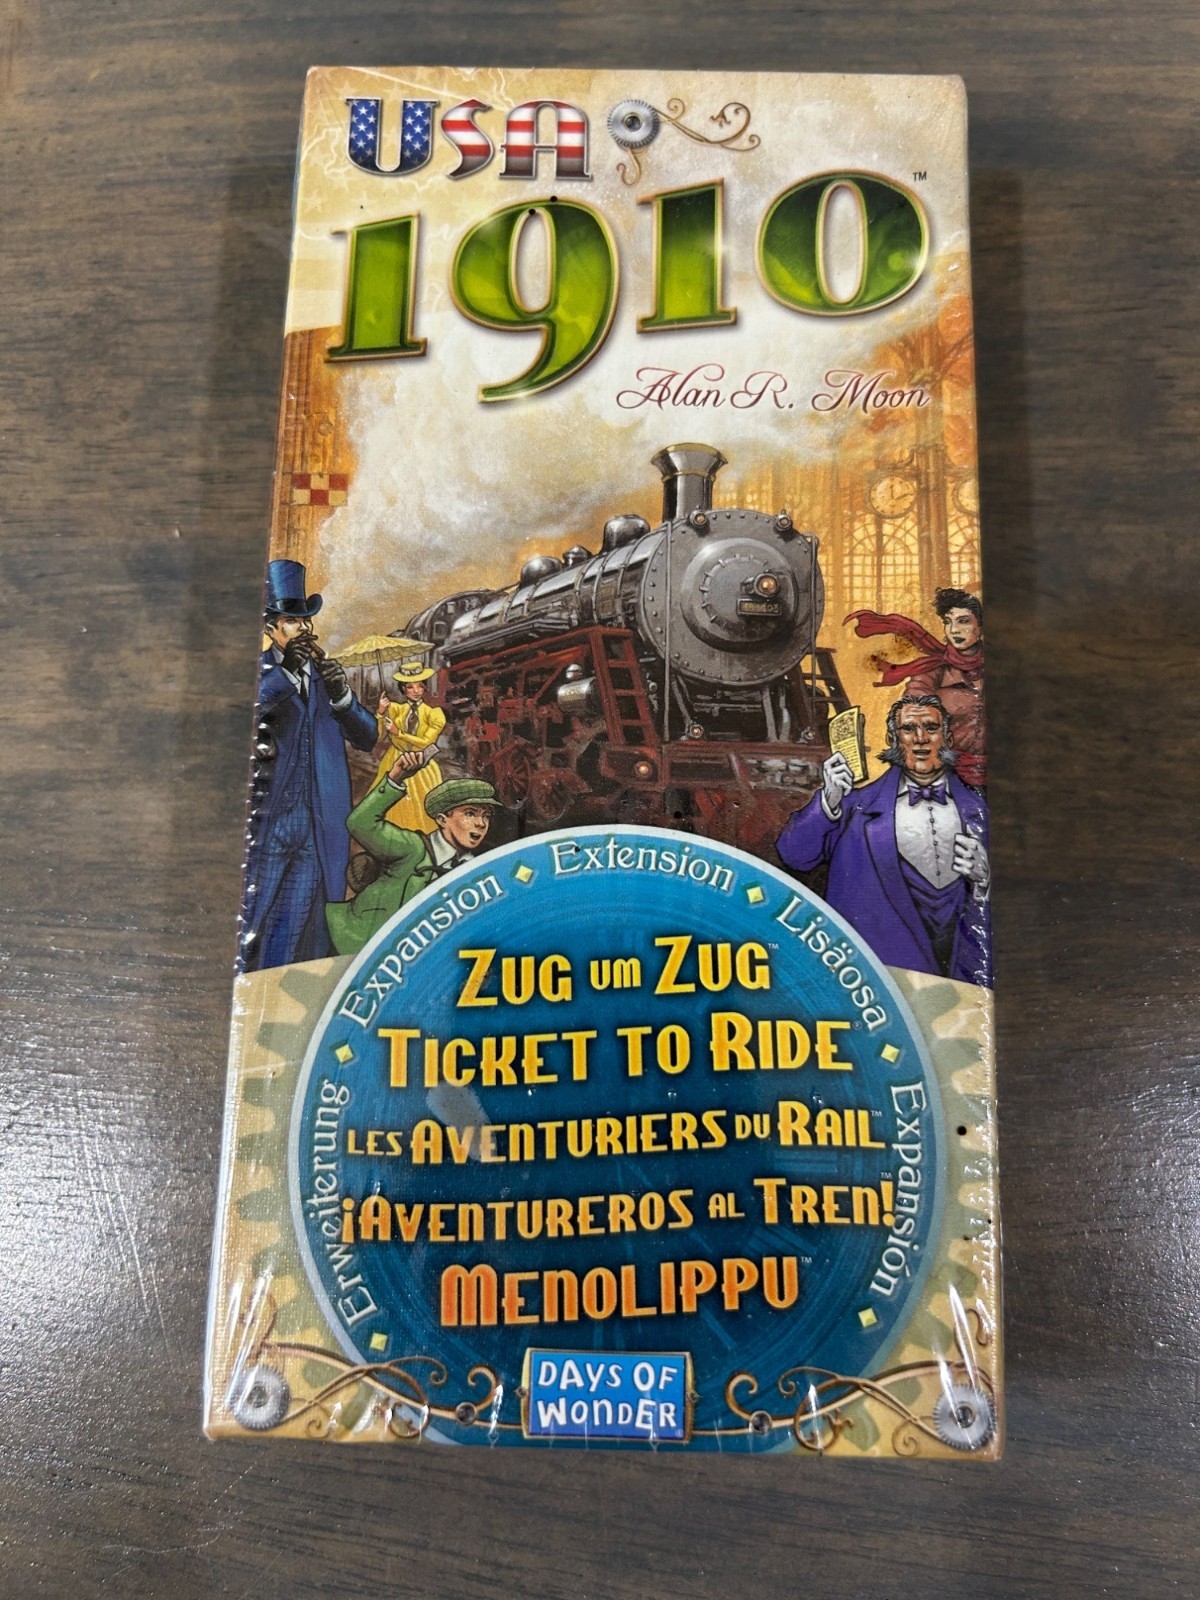 USA
1910™
Alan R. Moon
Erweiterung ◆ Expansion ◆ Extension ◆ Lisäosa ◆ Expansión
Zug um Zug™
Ticket to Ride®
les Aventuriers du Rail™
¡Aventureros al Tren!™
Menolippu™
DAYS OF
WONDER®